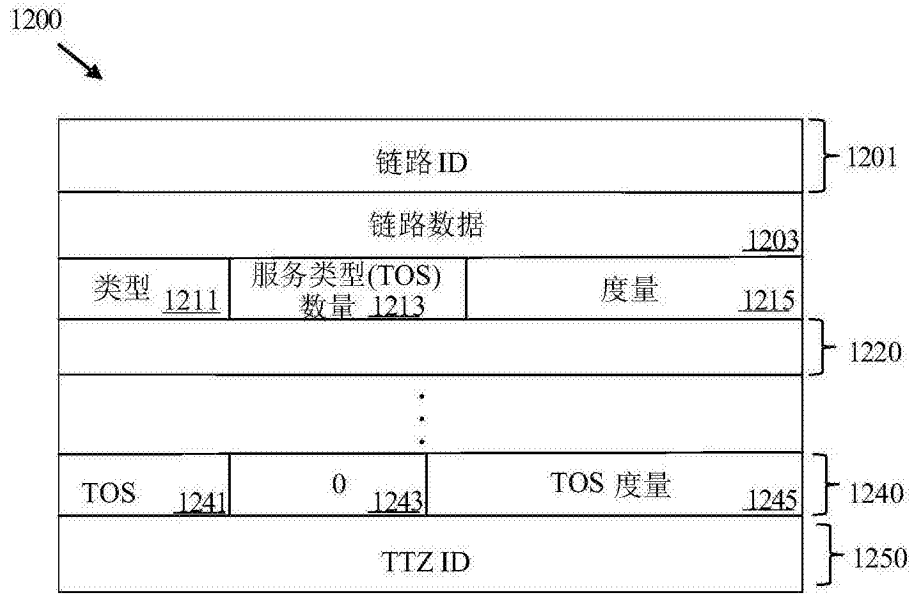 1200
链路ID
1201
链路数据 1203
类型 1211
服务类型(TOS)
数量 1213
度量 1215
1220
TOS 1241
0 1243
TOS 度量 1245
1240
TTZ ID
1250